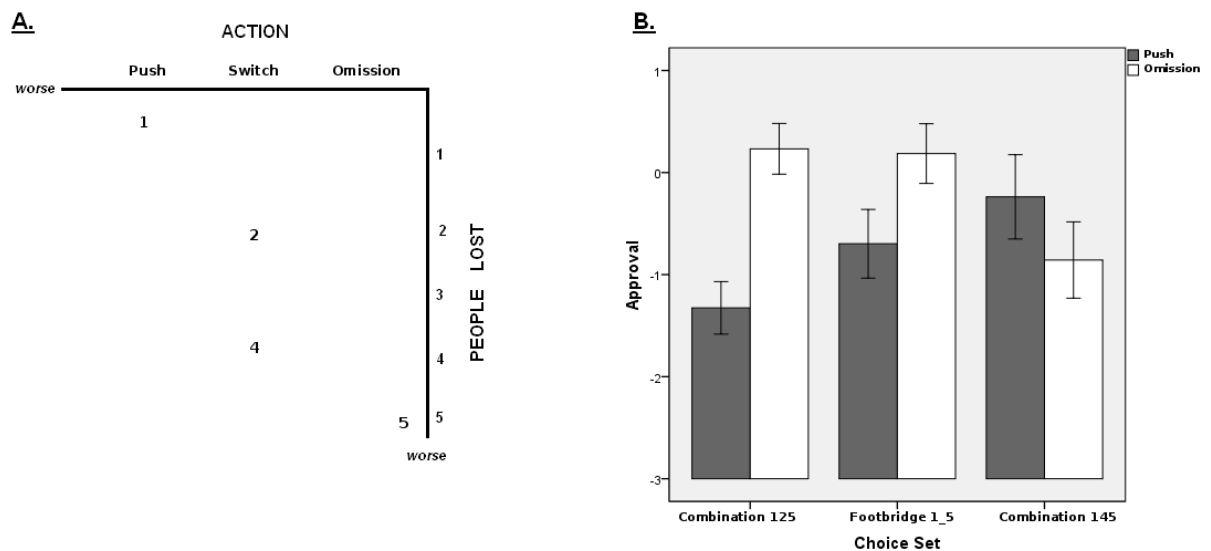 A.
ACTION
Push Switch Omission
worse
1
1
2
2
3
4
4
5
5
worse
PEOPLE LOST
B.
Push
Omission
1
0
-1
-2
-3
Approval
Combination 125 Footbridge 1_5 Combination 145
Choice Set